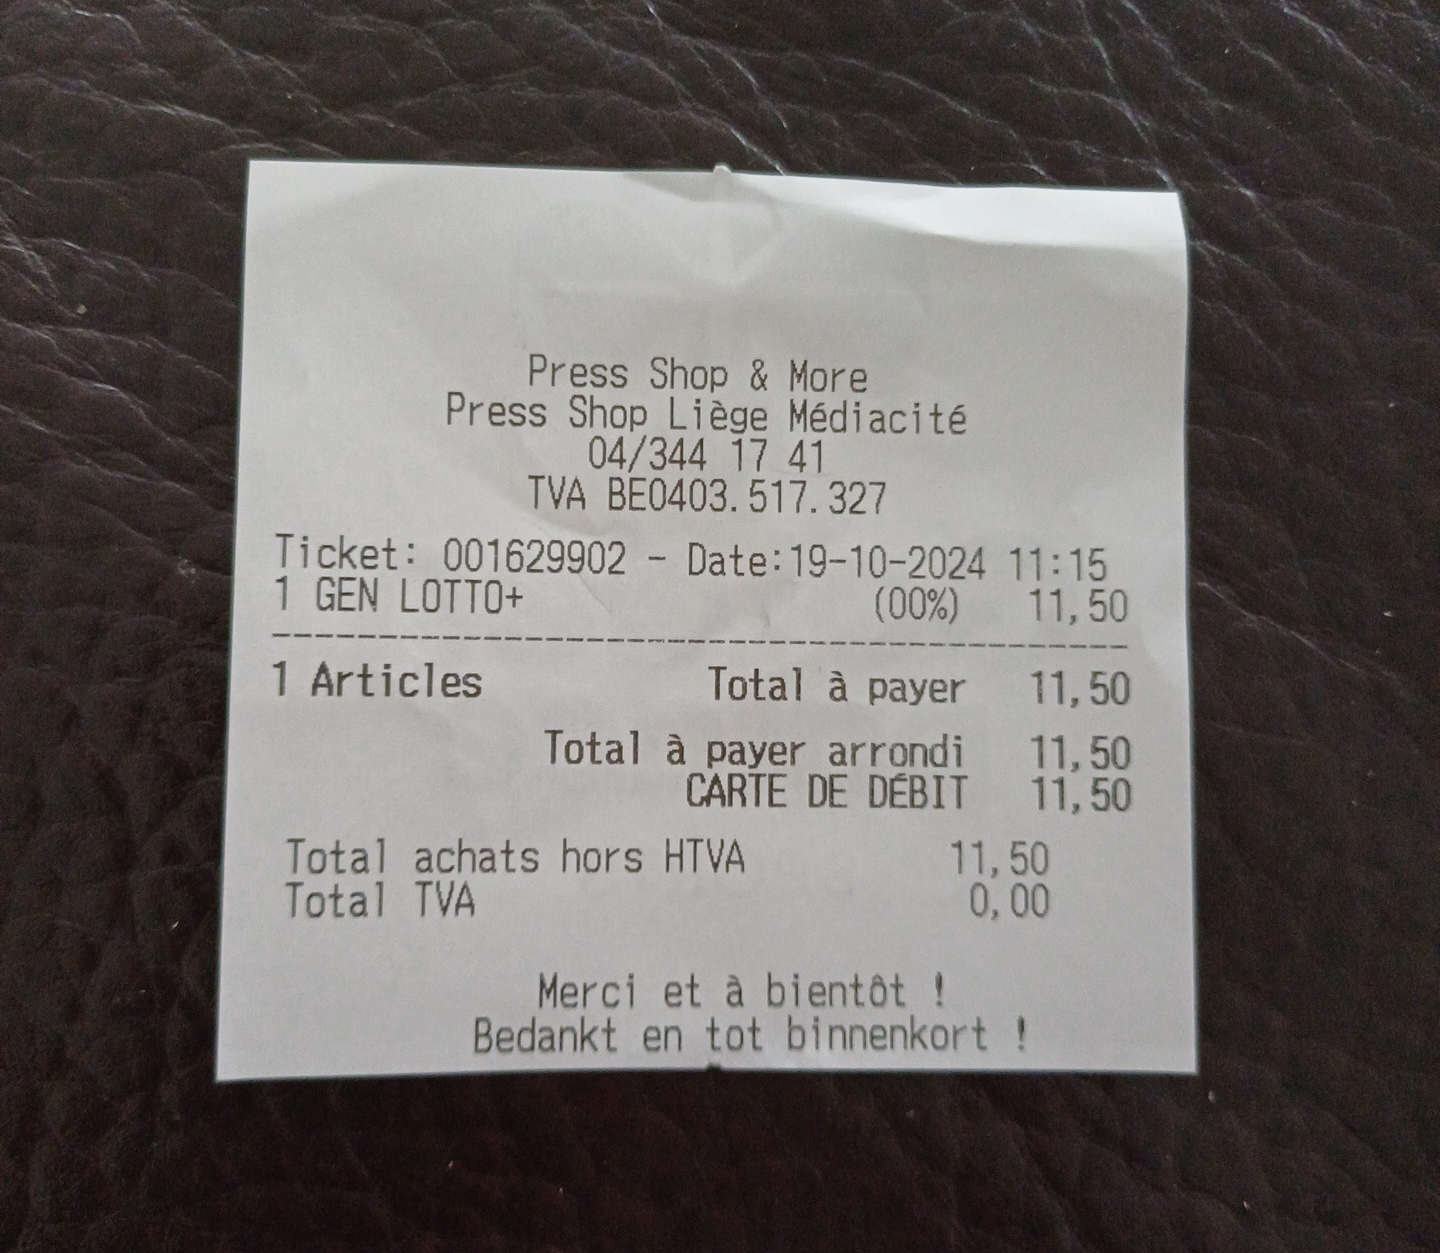 Press Shop & More
Press Shop Liège Médiacité
04/344 17 41
TVA BE0403.517.327
Ticket: 001629902 - Date:19-10-2024 11:15
1 GEN LOTTO+ (00%) 11,50
1 Articles Total à payer 11,50
Total à payer arrondi 11,50
CARTE DE DÉBIT 11,50
Total achats hors HTVA 11,50
Total TVA 0,00
Merci et à bientôt !
Bedankt en tot binnenkort !